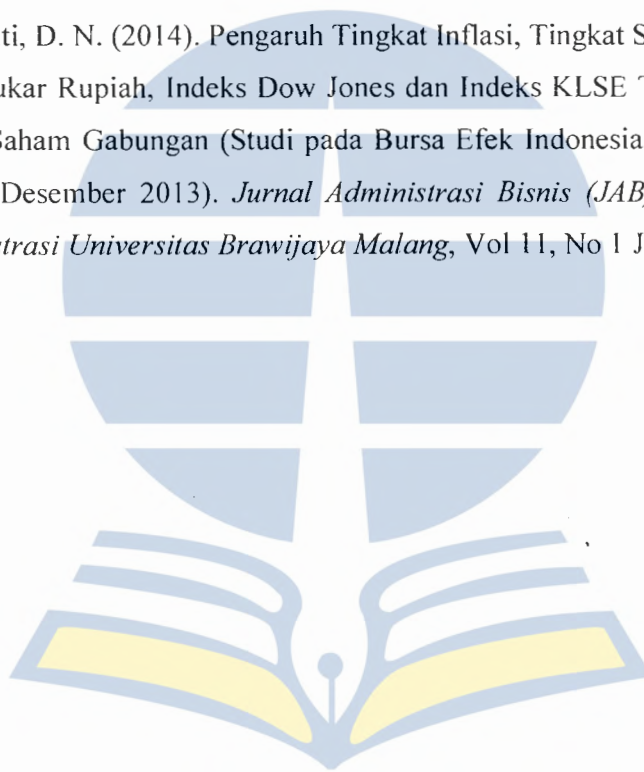 ti, D. N. (2014). Pengaruh Tingkat Inflasi, Tingkat S
ukar Rupiah, Indeks Dow Jones dan Indeks KLSE T
Saham Gabungan (Studi pada Bursa Efek Indonesia
Desember 2013). Jurnal Administrasi Bisnis (JAB
trasi Universitas Brawijaya Malang, Vol 11, No 1 J